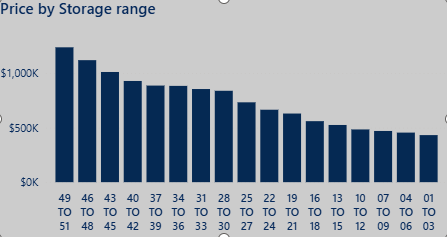 Price by Storage range
$1,000K
$500K
$0K
49 46 43 40 37 34 31 28 25 22 19 16 13 10 07 04 01
TO TO TO TO TO TO TO TO TO TO TO TO TO TO TO TO TO
51 48 45 42 39 36 33 30 27 24 21 18 15 12 09 06 03